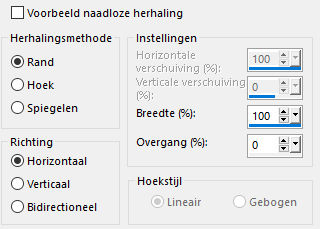 Voorbeeld naadloze herhaling
Herhalingsmethode
Rand
Hoek
Spiegelen
Richting
Horizontaal
Verticaal
Bidirectioneel
Instellingen
Horizontale
verschuiving (%):
100
Verticale verschuiving
(%):
0
Breedte (%):
100
Overgang (%):
0
Hoekstijl
Lineair
Gebogen